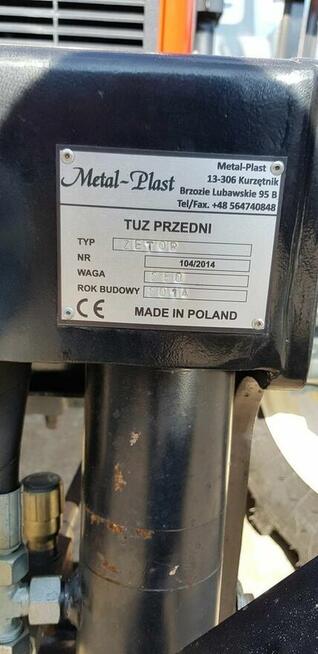 Metal-Plast
Metal-Plast
13-306 Kurzętnik
Brzozie Lubawskie 95 B
Tel/Fax. +48 564740848
TUZ PRZEDNI
TYP ZETOR
NR 104/2014
WAGA
ROK BUDOWY 2014
CE MADE IN POLAND